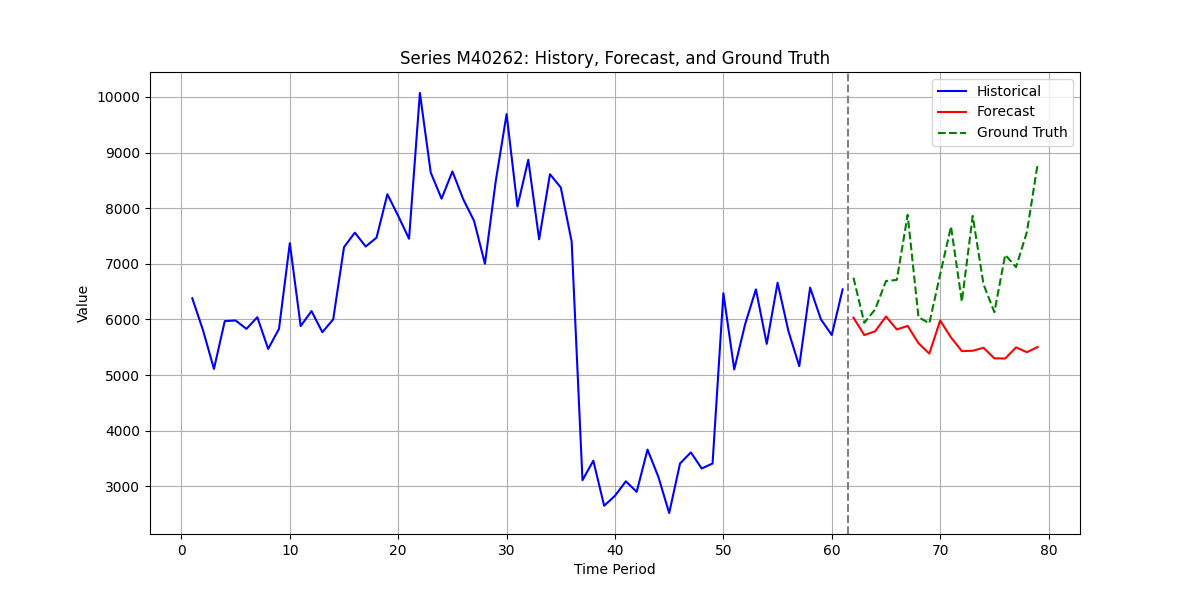 Series M40262: History, Forecast, and Ground Truth
Historical
Forecast
Ground Truth
10000
9000
8000
7000
6000
5000
4000
3000
Value
0 10 20 30 40 50 60 70 80
Time Period